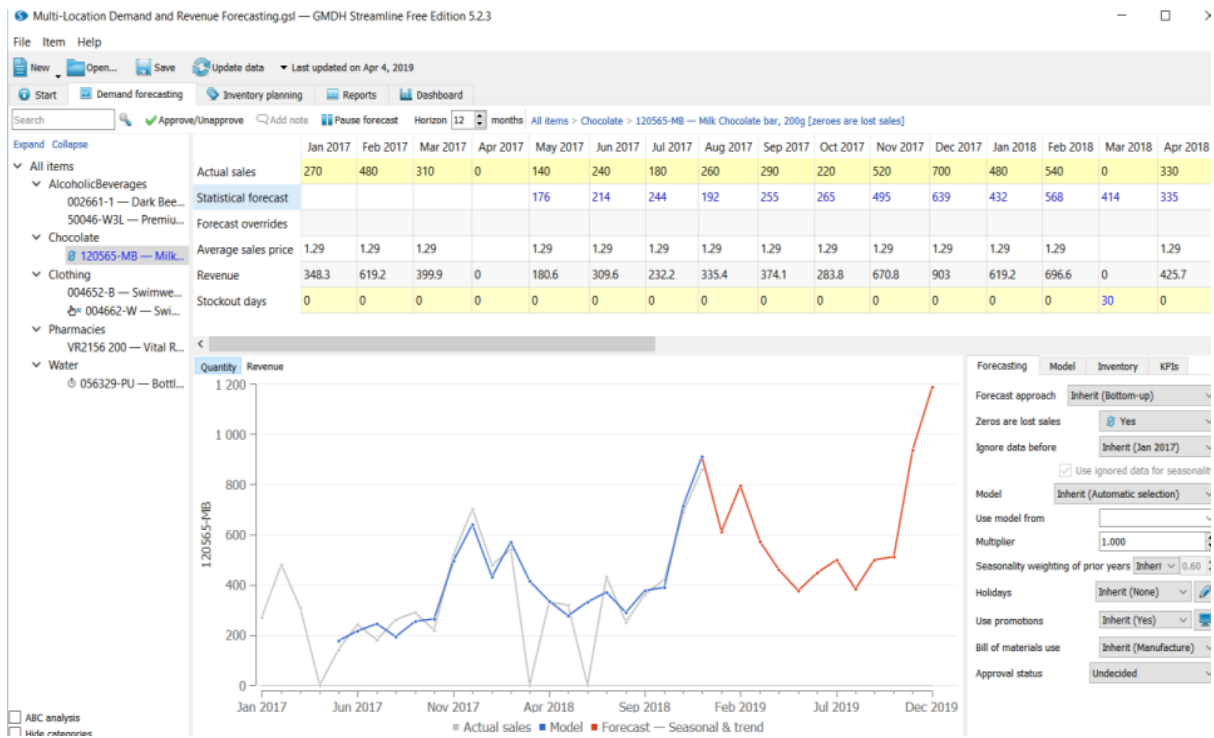 Multi-Location Demand and Revenue Forecasting.gsl — GMDH Streamline Free Edition 5.2.3
File Item Help
New Open... Save Update data Last updated on Apr 4, 2019
Start Demand forecasting Inventory planning Reports Dashboard
Search Approve/Unapprove Add note Pause forecast Horizon 12 months All items > Chocolate > 120565-MB — Milk Chocolate bar, 200g [zeroes are lost sales]
Expand Collapse
All items
AlcoholicBeverages
002661-1 — Dark Bee...
50046-W3L — Premiu...
Chocolate
120565-MB — Milk...
Clothing
004652-B — Swimwe...
004662-W — Swi...
Pharmacies
VR2156 200 — Vital R...
Water
056329-PU — Bottl...
ABC analysis
Hide categories
Jan 2017 Feb 2017 Mar 2017 Apr 2017 May 2017 Jun 2017 Jul 2017 Aug 2017 Sep 2017 Oct 2017 Nov 2017 Dec 2017 Jan 2018 Feb 2018 Mar 2018 Apr 2018
Actual sales 270 480 310 0 140 240 180 260 290 220 520 700 480 540 0 330
Statistical forecast 176 214 244 192 255 265 495 639 432 568 414 335
Forecast overrides
Average sales price 1.29 1.29 1.29 1.29 1.29 1.29 1.29 1.29 1.29 1.29 1.29 1.29 1.29 1.29
Revenue 348.3 619.2 399.9 0 180.6 309.6 232.2 335.4 374.1 283.8 670.8 903 619.2 696.6 0 425.7
Stockout days 0 0 0 0 0 0 0 0 0 0 0 0 0 0 30 0
Quantity Revenue
120565-MB
1 200
1 000
800
600
400
200
0
Jan 2017 Jun 2017 Nov 2017 Apr 2018 Sep 2018 Feb 2019 Jul 2019 Dec 2019
Actual sales Model Forecast — Seasonal & trend
Forecasting Model Inventory KPIs
Forecast approach Inherit (Bottom-up)
Zeros are lost sales Yes
Ignore data before Inherit (Jan 2017)
Use ignored data for seasonality
Model Inherit (Automatic selection)
Use model from
Multiplier 1.000
Seasonality weighting of prior years Inheri 0.60
Holidays Inherit (None)
Use promotions Inherit (Yes)
Bill of materials use Inherit (Manufacture)
Approval status Undecided